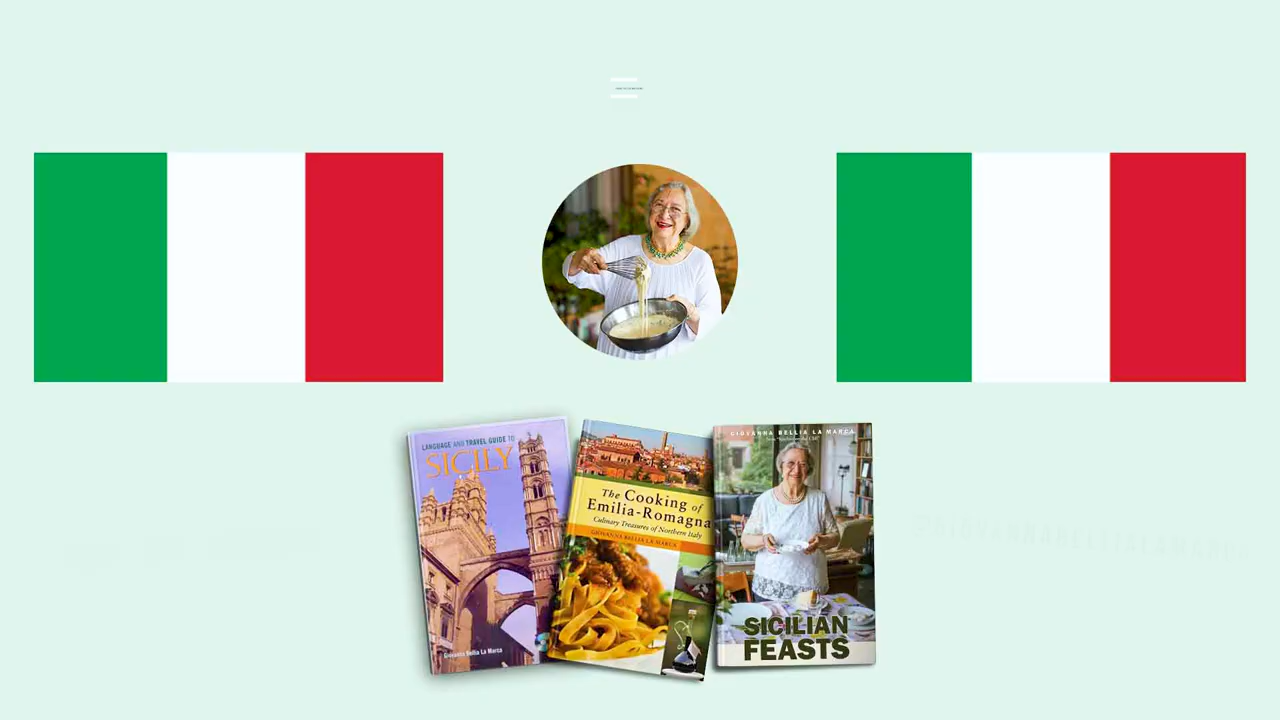 LANGUAGE AND TRAVEL GUIDE TO
SICILY
Giovanna Bellia La Marca
The Cooking of
Emilia-Romagna
Culinary Treasures of Northern Italy
GIOVANNA BELLIA LA MARCA
GIOVANNA BELLIA LA MARCA
SICILIAN
FEASTS
@GIOVANNABELLIALAMARCA